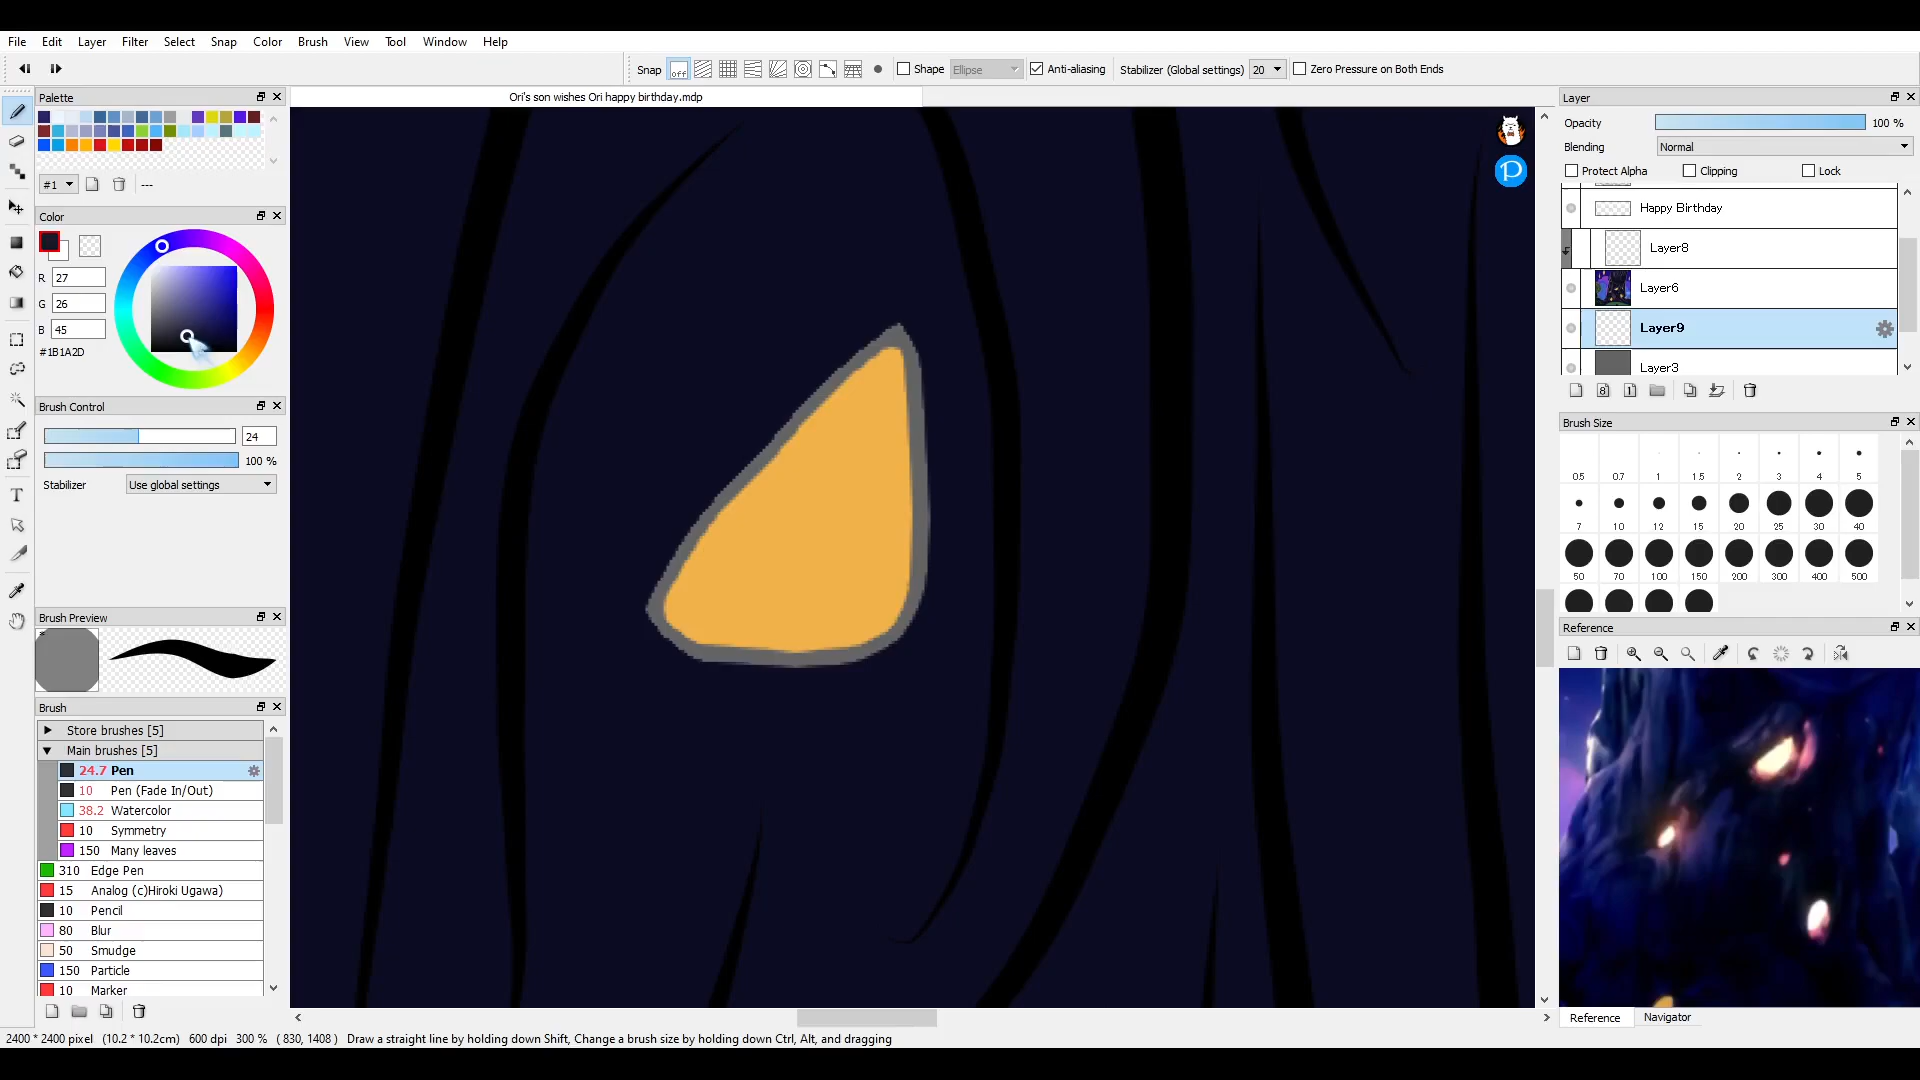 File Edit Layer Filter Select Snap Color Brush View Tool Window Help
Snap off Shape Ellipse Anti-aliasing Stabilizer (Global settings) 20 Zero Pressure on Both Ends
Palette
Ori's son wishes Ori happy birthday.mdp
#1 ---
Color
R 27
G 26
B 45
#1B1A2D
Brush Control
24
100 %
Stabilizer Use global settings
Brush Preview
Brush
Store brushes [5]
Main brushes [5]
24.7 Pen
10 Pen (Fade In/Out)
38.2 Watercolor
10 Symmetry
150 Many leaves
310 Edge Pen
15 Analog (c)Hiroki Ugawa)
10 Pencil
80 Blur
50 Smudge
150 Particle
10 Marker
P
Layer
Opacity 100 %
Blending Normal
Protect Alpha Clipping Lock
Happy Birthday
Layer8
Layer6
Layer9
Layer3
8 1
Brush Size
0.5 0.7 1 1.5 2 3 4 5
7 10 12 15 20 25 30 40
50 70 100 150 200 300 400 500
Reference
Reference Navigator
2400 * 2400 pixel (10.2 * 10.2cm) 600 dpi 300 % ( 830, 1408 ) Draw a straight line by holding down Shift, Change a brush size by holding down Ctrl, Alt, and dragging